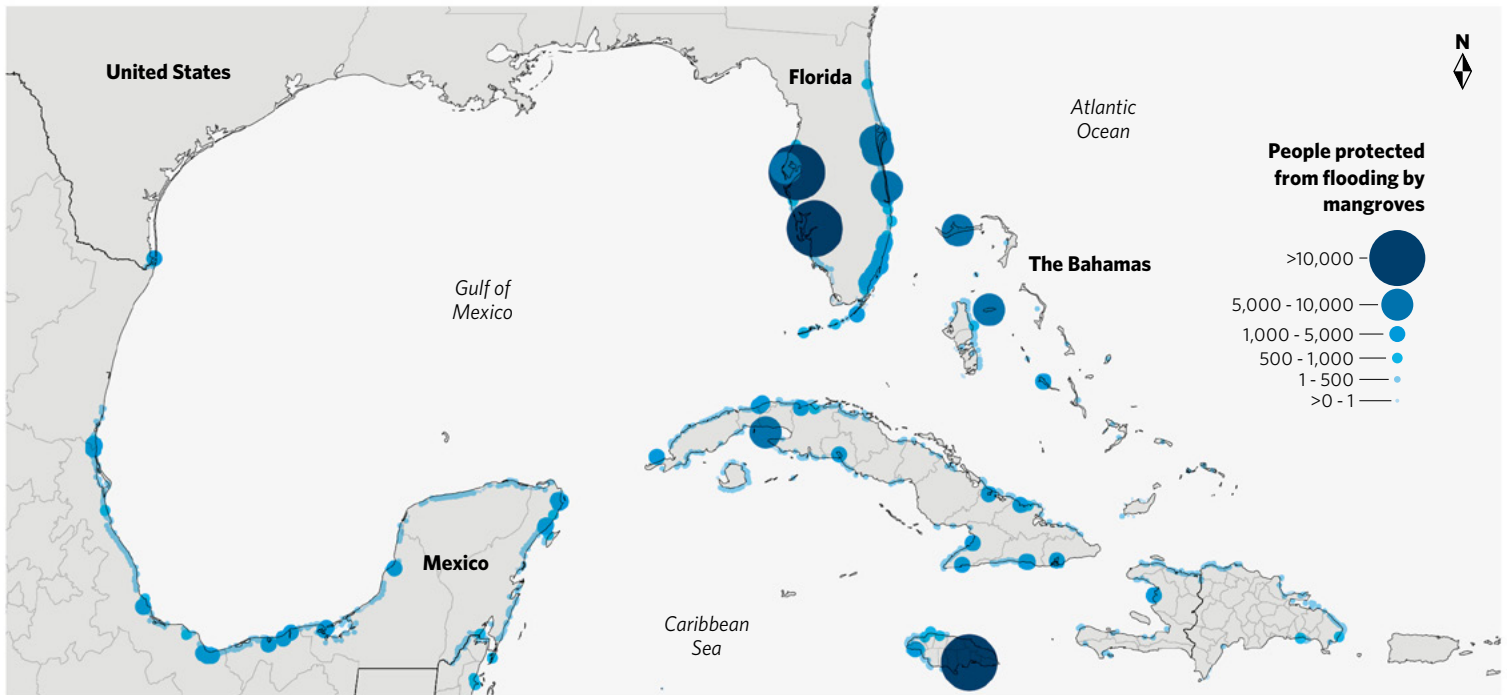 United States
Florida
N
Atlantic
Ocean
People protected
from flooding by
mangroves
>10,000
5,000 - 10,000
1,000 - 5,000
500 - 1,000
1 - 500
>0 - 1
The Bahamas
Gulf of
Mexico
Mexico
Caribbean
Sea